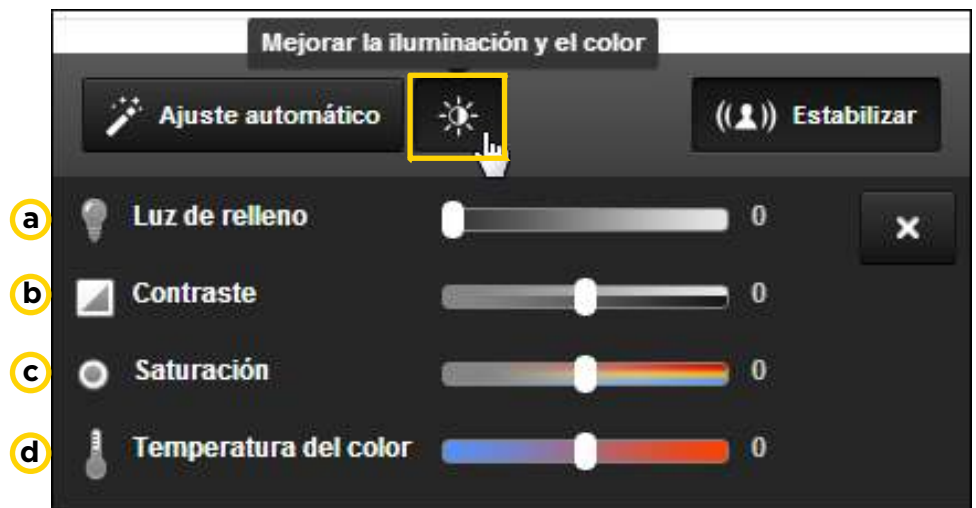 Mejorar la iluminación y el color
Ajuste automático
Estabilizar
a Luz de relleno 0
b Contraste 0
c Saturación 0
d Temperatura del color 0